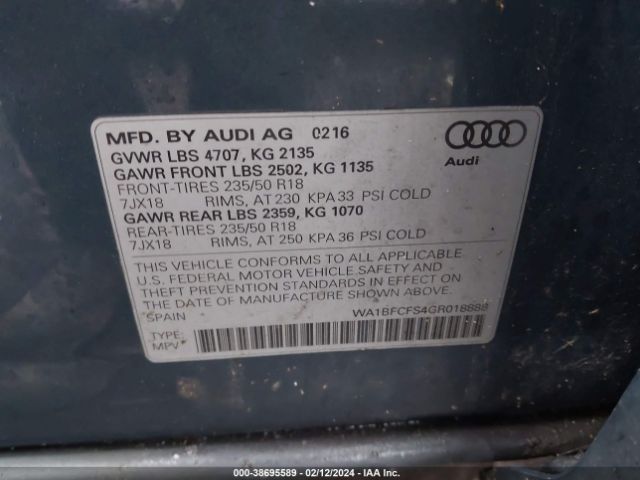 MFD. BY AUDI AG 0216
GVWR LBS 4707, KG 2135
GAWR FRONT LBS 2502, KG 1135
FRONT-TIRES 235/50 R18
7JX18 RIMS, AT 230 KPA 33 PSI COLD
GAWR REAR LBS 2359, KG 1070
REAR-TIRES 235/50 R18
7JX18 RIMS, AT 250 KPA 36 PSI COLD
Audi
THIS VEHICLE CONFORMS TO ALL APPLICABLE
U.S. FEDERAL MOTOR VEHICLE SAFETY AND
THEFT PREVENTION STANDARDS IN EFFECT ON
THE DATE OF MANUFACTURE SHOWN ABOVE.
SPAIN WA1BFCFS4GR018888
TYPE:
MPV
000-38695589 - 02/12/2024 - IAA Inc.